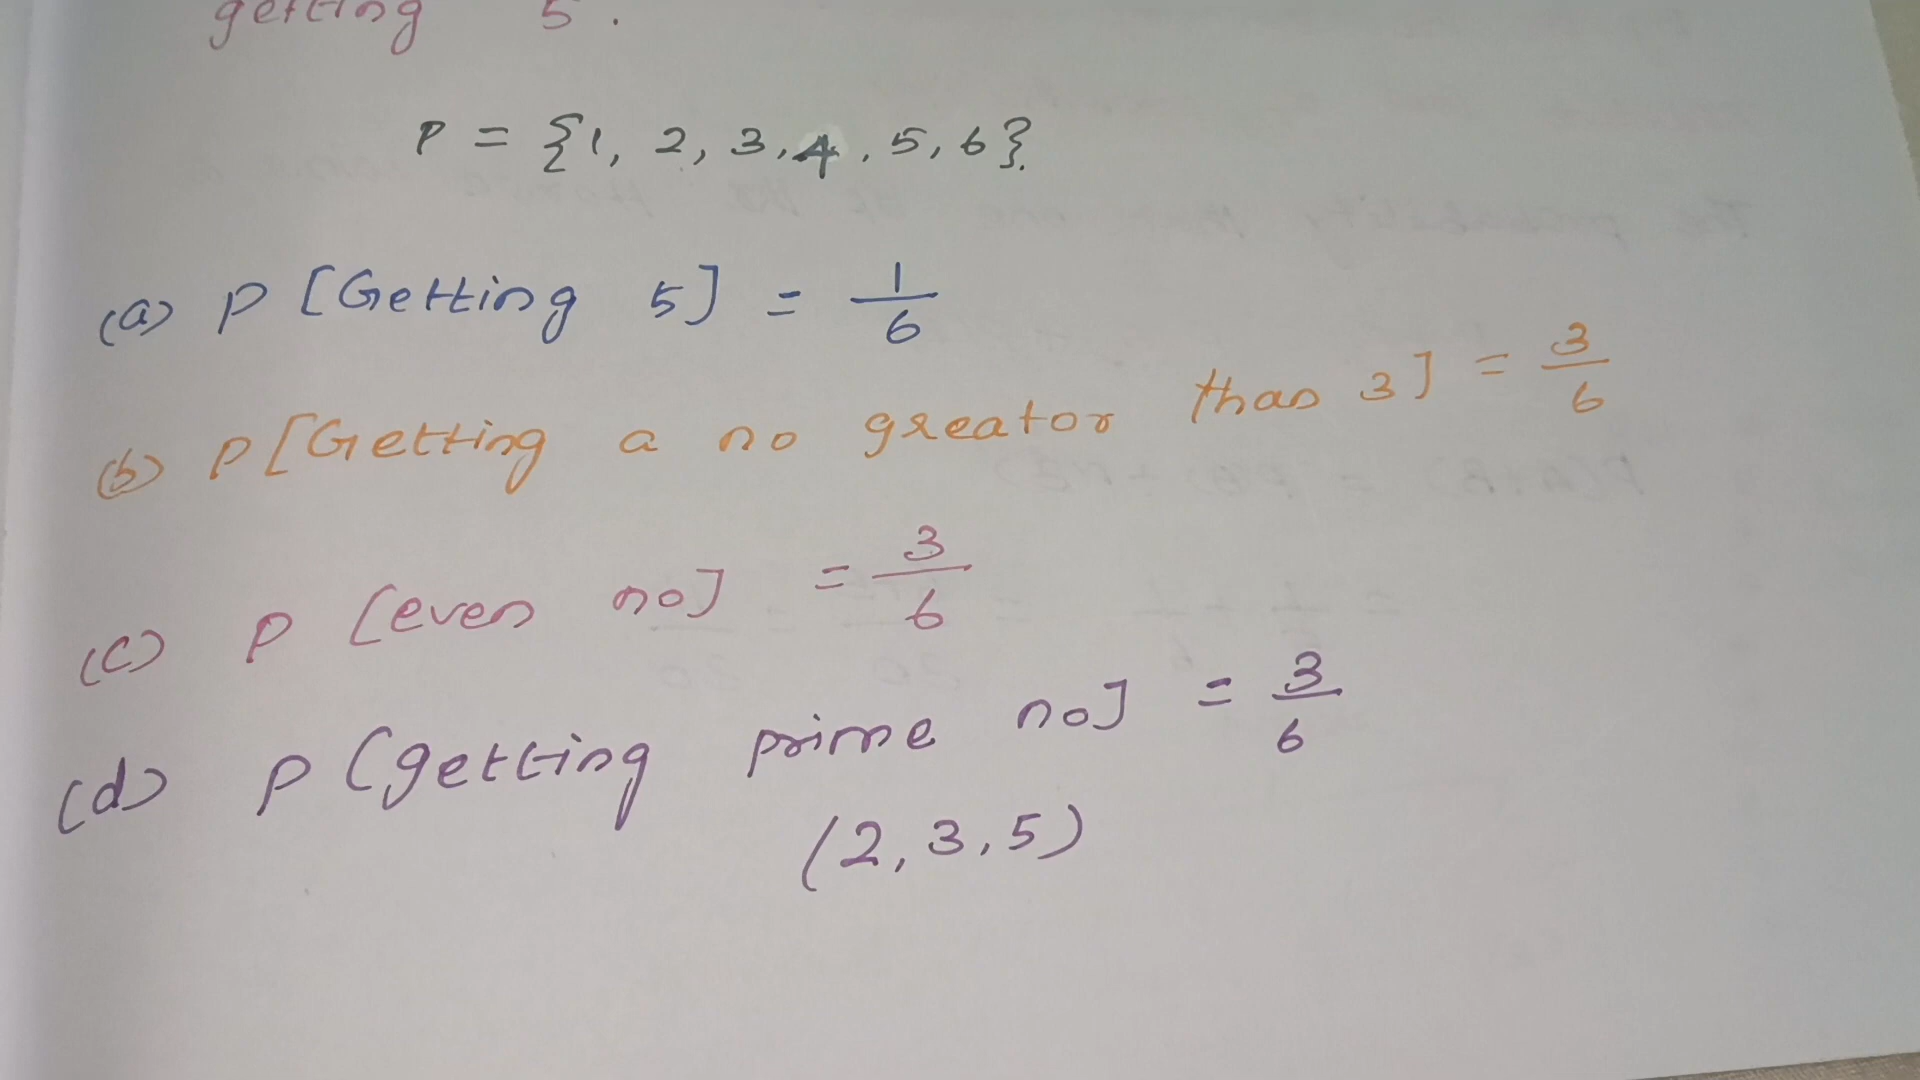 getting 5.
P = {1, 2, 3, 4, 5, 6}.
(a) P [Getting 5] = 1/6
(b) P [Getting a no greator than 3] = 3/6
(c) P [even no] = 3/6
(d) P [getting prime no] = 3/6
(2, 3, 5)